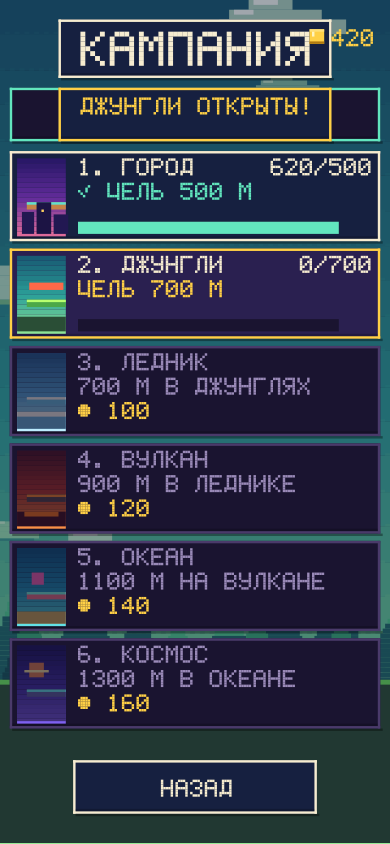 КАМПАНИЯ
420
ДЖУНГЛИ ОТКРЫТЫ!
1. ГОРОД 620/500
✓ ЦЕЛЬ 500 М
2. ДЖУНГЛИ 0/700
ЦЕЛЬ 700 М
3. ЛЕДНИК
700 М В ДЖУНГЛЯХ
100
4. ВУЛКАН
900 М В ЛЕДНИКЕ
120
5. ОКЕАН
1100 М НА ВУЛКАНЕ
140
6. КОСМОС
1300 М В ОКЕАНЕ
160
НАЗАД